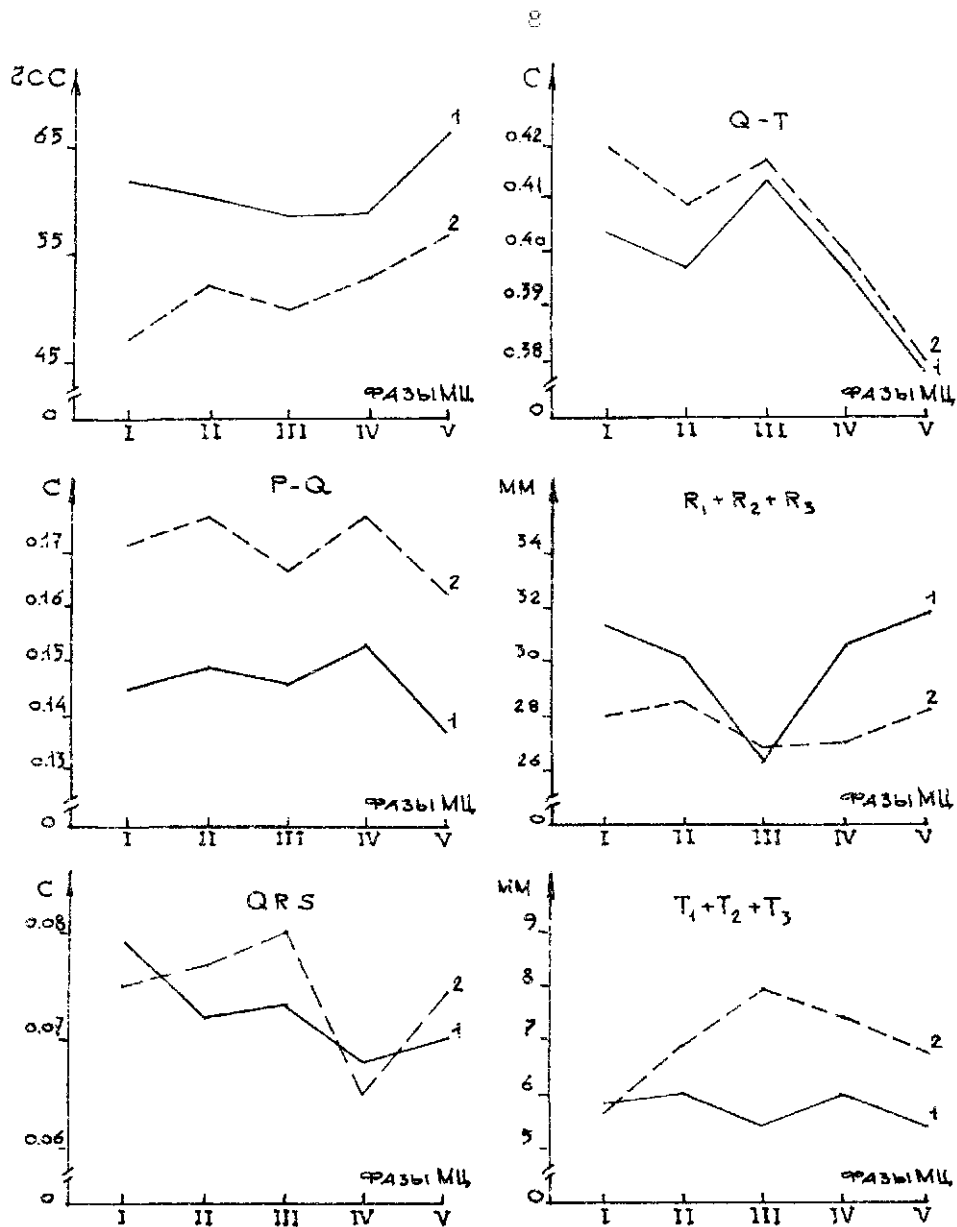 8
ЧСС
65
55
45
0
1
2
ФАЗЫ МЦ
I II III IV V
С
Q-T
0.42
0.41
0.40
0.39
0.38
0
2
1
ФАЗЫ МЦ
I II III IV V
С
P-Q
0.17
0.16
0.15
0.14
0.13
0
2
1
ФАЗЫ МЦ
I II III IV V
ММ
R₁ + R₂ + R₃
34
32
30
28
26
0
1
2
ФАЗЫ МЦ
I II III IV V
С
QRS
0.08
0.07
0.06
0
2
1
ФАЗЫ МЦ
I II III IV V
ММ
T₁ + T₂ + T₃
9
8
7
6
5
0
2
1
ФАЗЫ МЦ
I II III IV V